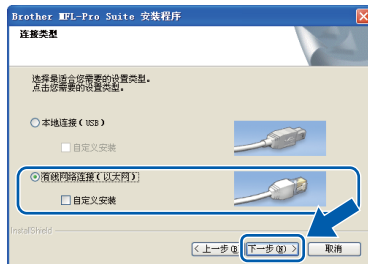 Brother MFL-Pro Suite 安装程序
连接类型
选择最适合您需要的设置类型。
点击您需要的设置类型。
本地连接(USB)
自定义安装
有线网络连接(以太网)
自定义安装
InstallShield
< 上一步(B) 下一步(N) > 取消